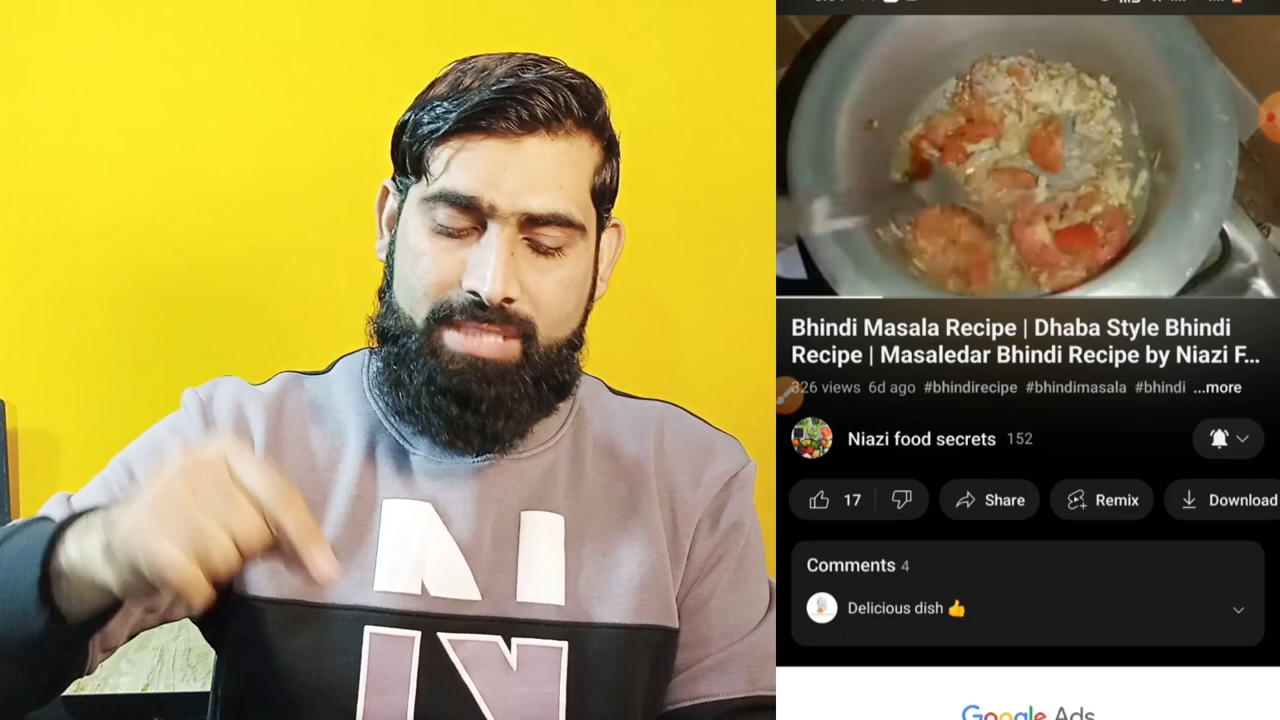 Bhindi Masala Recipe | Dhaba Style Bhindi
Recipe | Masaledar Bhindi Recipe by Niazi F...
326 views 6d ago #bhindirecipe #bhindimasala #bhindi ...more
Niazi food secrets 152
17 Share Remix Download
Comments 4
Delicious dish 👍
Google Ads